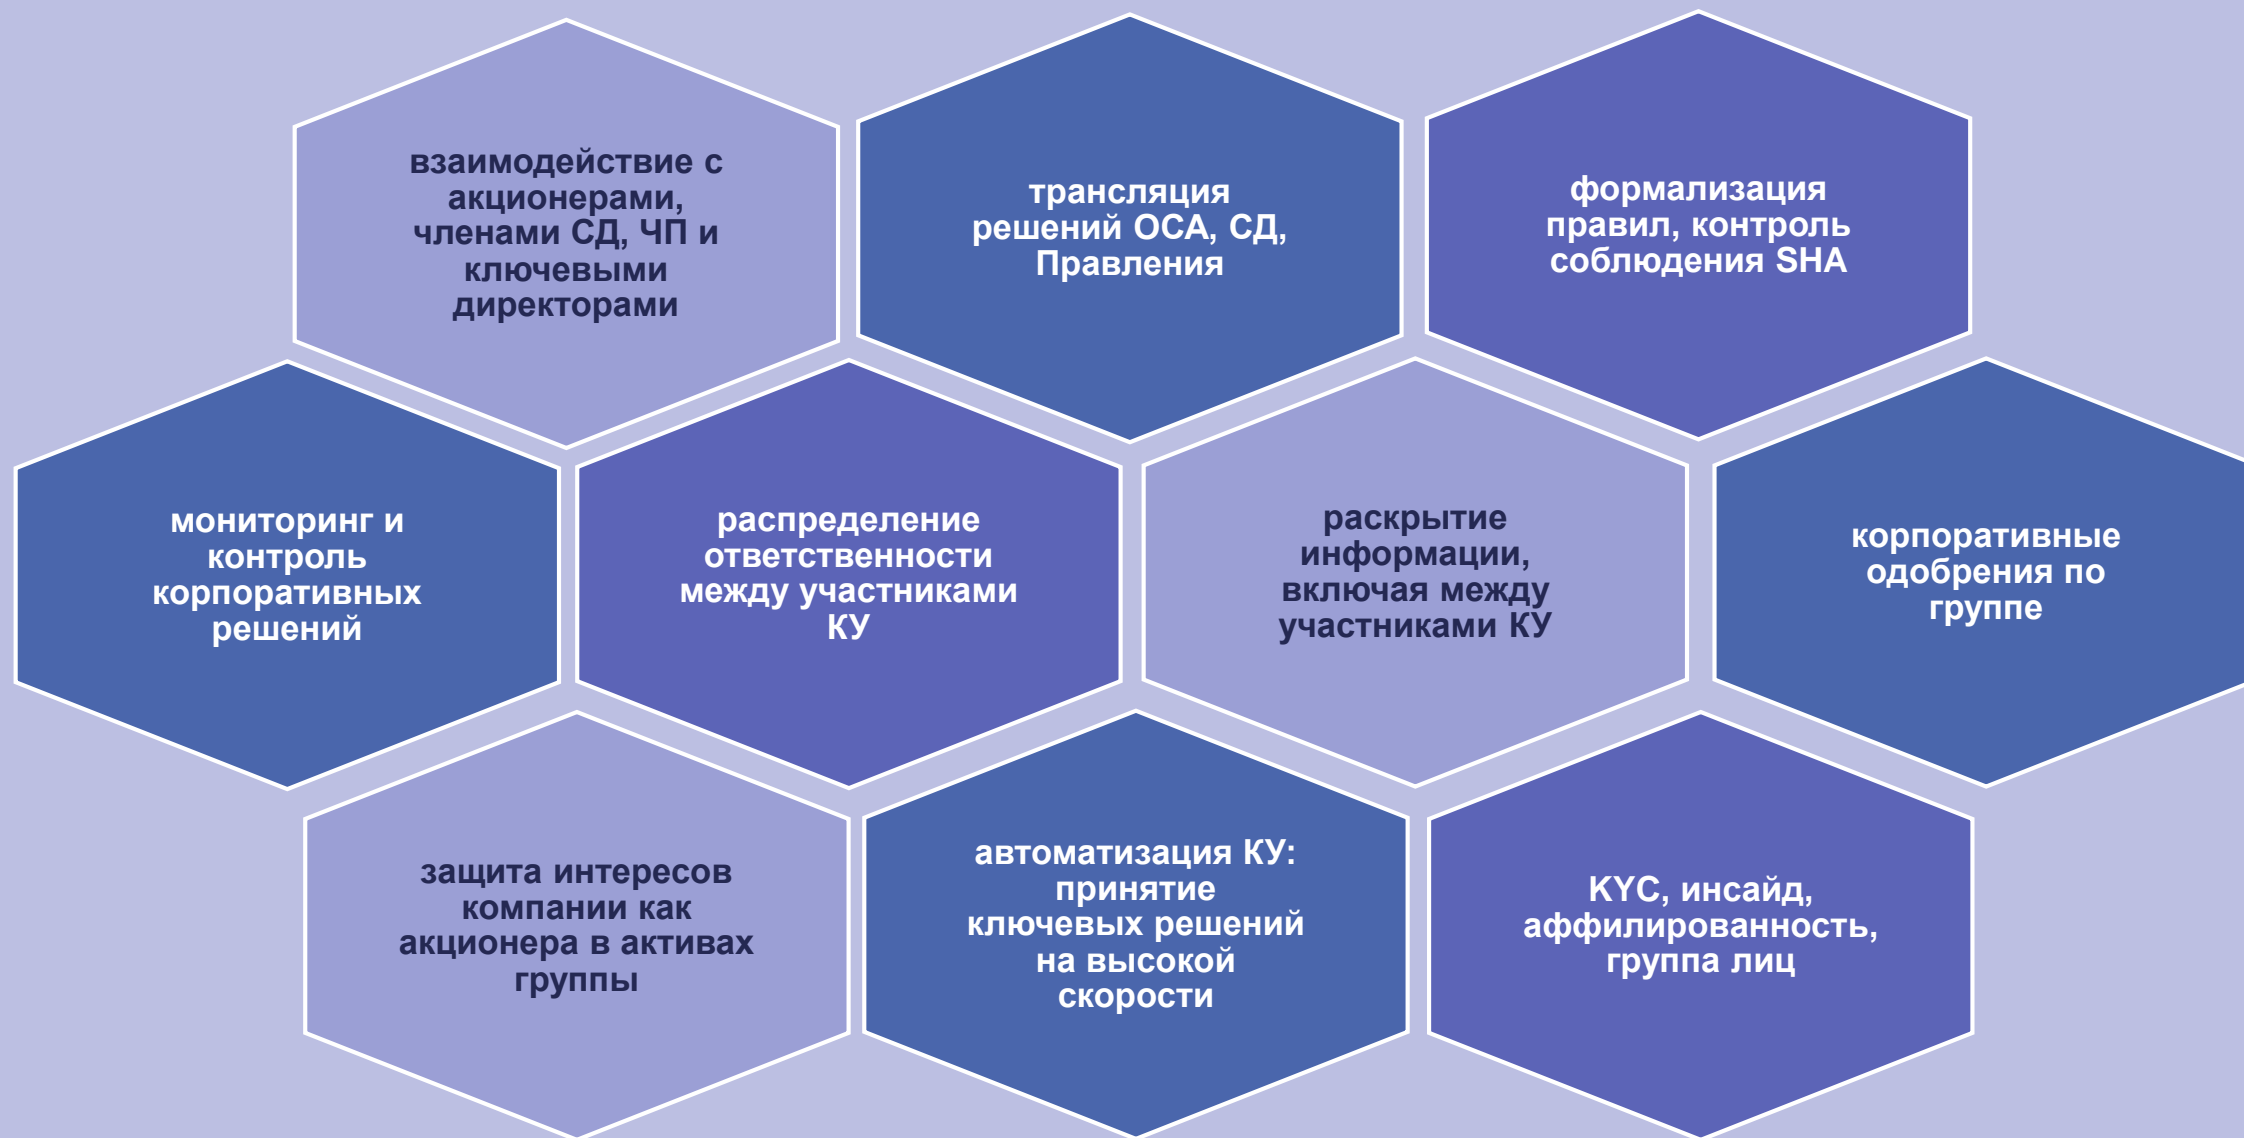 взаимодействие с
акционерами,
членами СД, ЧП и
ключевыми
директорами
трансляция
решений ОСА, СД,
Правления
формализация
правил, контроль
соблюдения SHA
мониторинг и
контроль
корпоративных
решений
распределение
ответственности
между участниками
КУ
раскрытие
информации,
включая между
участниками КУ
корпоративные
одобрения по
группе
защита интересов
компании как
акционера в активах
группы
автоматизация КУ:
принятие
ключевых решений
на высокой
скорости
KYC, инсайд,
аффилированность,
группа лиц